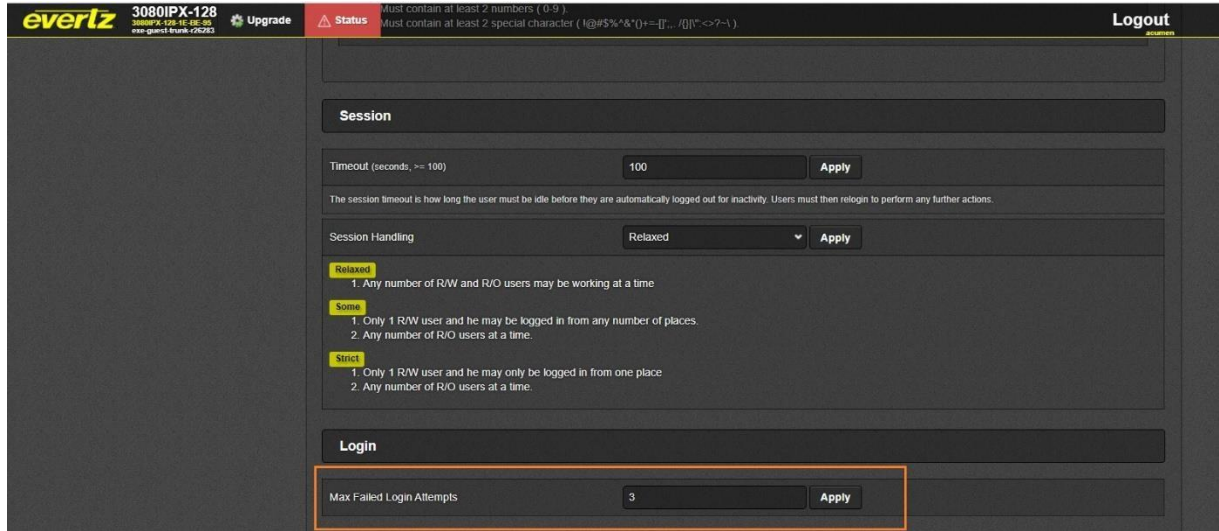 evertz
3080IPX-128
3080IPX-128-1E-BE-95
exe-guest-trunk-r26283
Upgrade
Status
Must contain at least 2 numbers ( 0-9 ).
Must contain at least 2 special character
Logout
acumen
Session
Timeout (seconds, >= 100)
100
Apply
The session timeout is how long the user must be idle before they are automatically logged out for inactivity. Users must then relogin to perform any further actions.
Session Handling
Relaxed
Apply
Relaxed
1. Any number of R/W and R/O users may be working at a time
Some
1. Only 1 R/W user and he may be logged in from any number of places.
2. Any number of R/O users at a time.
Strict
1. Only 1 R/W user and he may only be logged in from one place
2. Any number of R/O users at a time.
Login
Max Failed Login Attempts
3
Apply